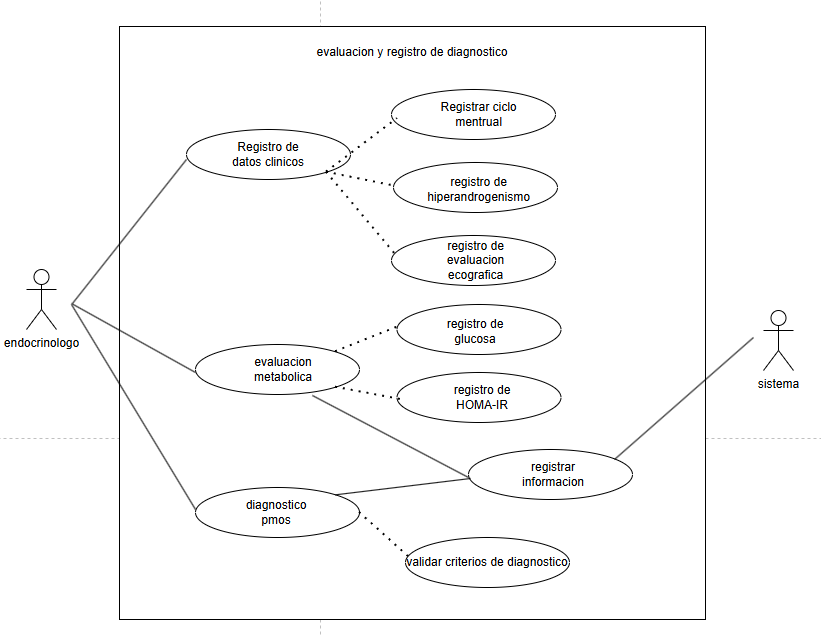 evaluacion y registro de diagnostico
Registrar ciclo
mentrual
Registro de
datos clinicos
registro de
hiperandrogenismo
registro de
evaluacion
ecografica
endocrinologo
registro de
glucosa
evaluacion
metabolica
registro de
HOMA-IR
sistema
registrar
informacion
diagnostico
pmos
validar criterios de diagnostico